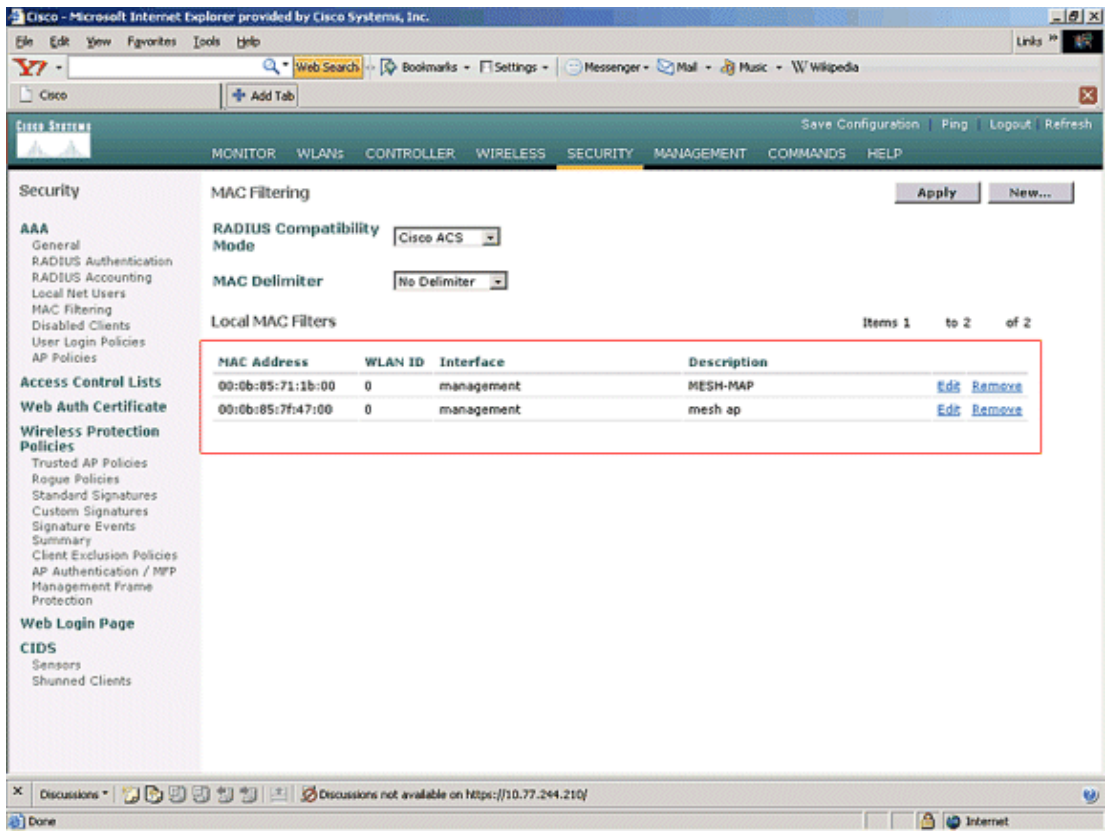 Cisco - Microsoft Internet Explorer provided by Cisco Systems, Inc.
File Edit View Favorites Tools Help Links »
Y7 - Web Search Bookmarks Settings Messenger Mail Music W Wikipedia
Cisco Add Tab
CISCO SYSTEMS
Save Configuration | Ping | Logout | Refresh
MONITOR WLANs CONTROLLER WIRELESS SECURITY MANAGEMENT COMMANDS HELP
Security
AAA
General
RADIUS Authentication
RADIUS Accounting
Local Net Users
MAC Filtering
Disabled Clients
User Login Policies
AP Policies
Access Control Lists
Web Auth Certificate
Wireless Protection
Policies
Trusted AP Policies
Rogue Policies
Standard Signatures
Custom Signatures
Signature Events
Summary
Client Exclusion Policies
AP Authentication / MFP
Management Frame
Protection
Web Login Page
CIDS
Sensors
Shunned Clients
MAC Filtering Apply New...
RADIUS Compatibility
Mode Cisco ACS
MAC Delimiter No Delimiter
Local MAC Filters Items 1 to 2 of 2
MAC Address WLAN ID Interface Description
00:0b:85:71:1b:00 0 management MESH-MAP Edit Remove
00:0b:85:7f:47:00 0 management mesh ap Edit Remove
Discussions Discussions not available on https://10.77.244.210/
Done Internet